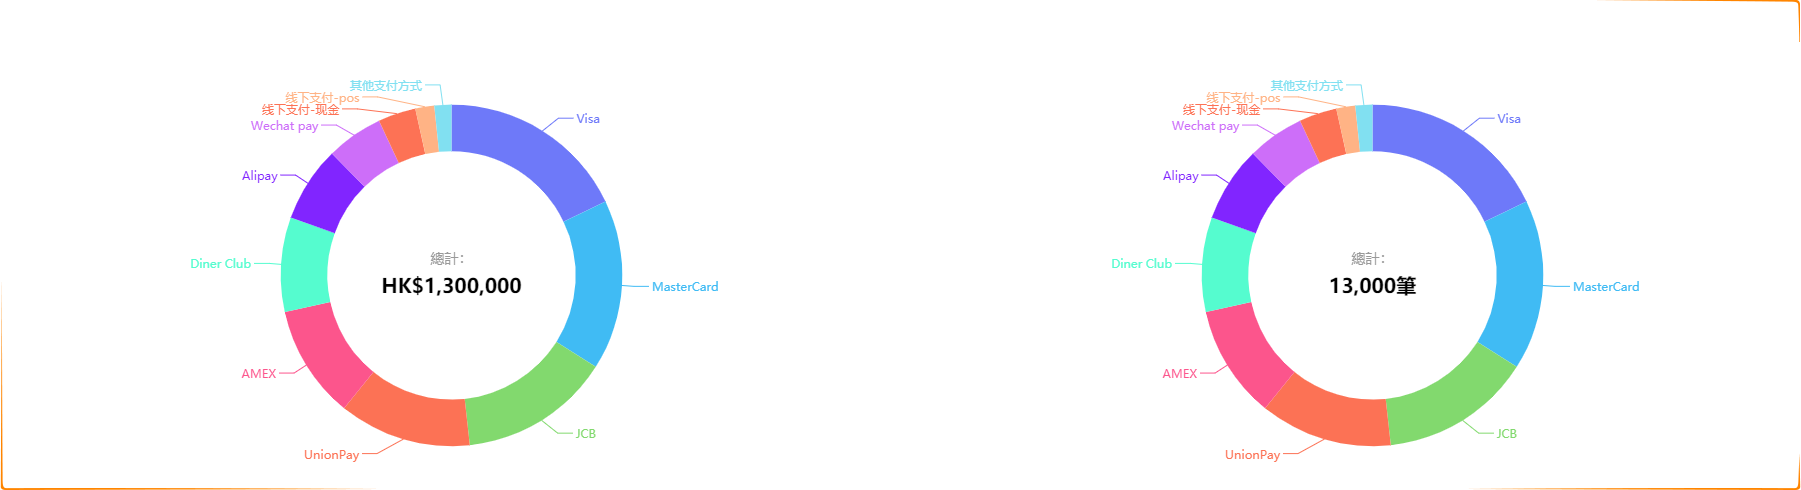 其他支付方式
线下支付-pos
线下支付-现金
Wechat pay
Visa
Alipay
Diner Club
總計：
HK$1,300,000
MasterCard
AMEX
JCB
UnionPay
其他支付方式
线下支付-pos
线下支付-现金
Wechat pay
Visa
Alipay
Diner Club
總計：
13,000筆
MasterCard
AMEX
JCB
UnionPay